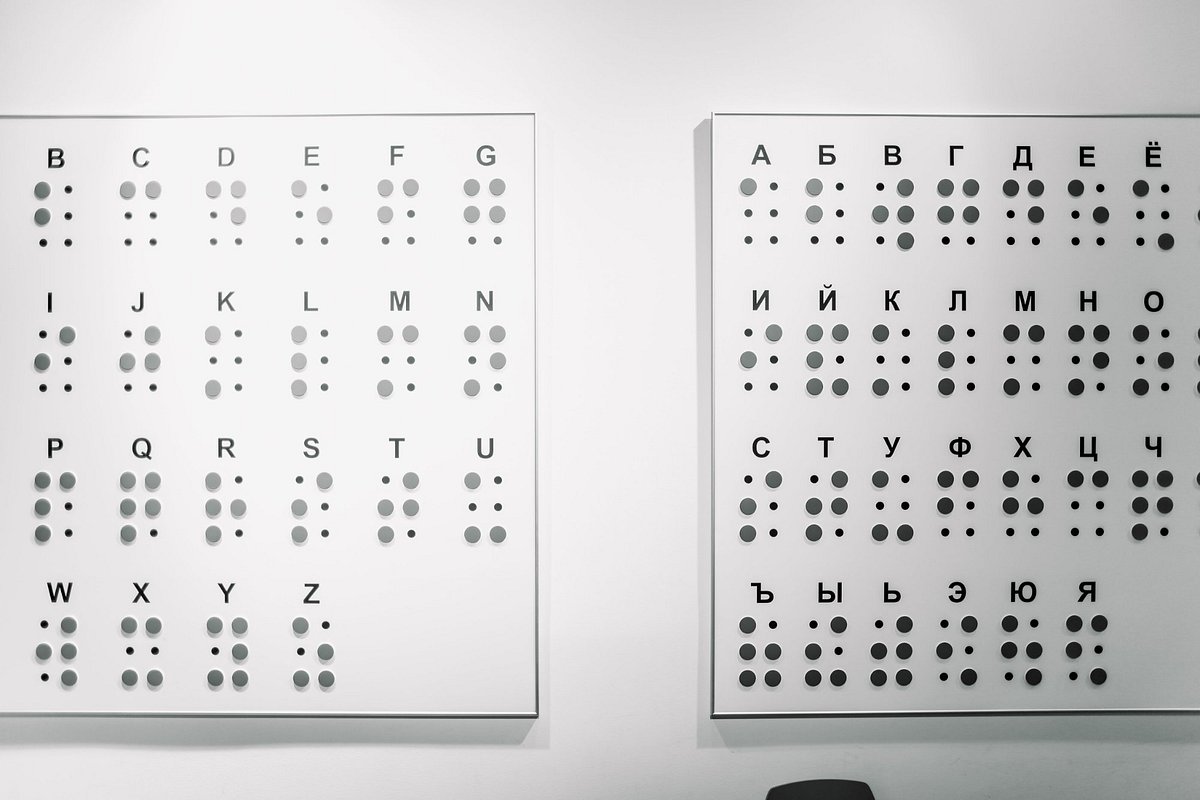 B C D E F G
I J K L M N
P Q R S T U
W X Y Z
А Б В Г Д Е Ё
И Й К Л М Н О
С Т У Ф Х Ц Ч
Ъ Ы Ь Э Ю Я